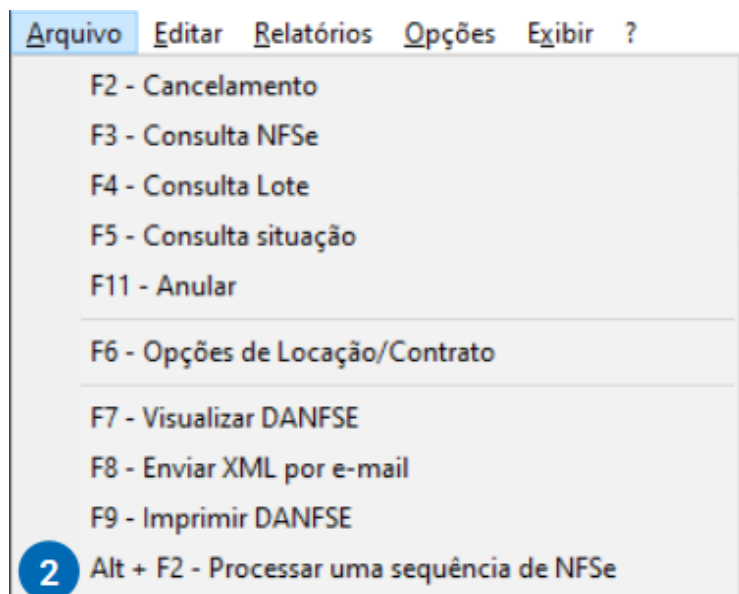 Arquivo Editar Relatórios Opções Exibir ?
F2 - Cancelamento
F3 - Consulta NFSe
F4 - Consulta Lote
F5 - Consulta situação
F11 - Anular
F6 - Opções de Locação/Contrato
F7 - Visualizar DANFSE
F8 - Enviar XML por e-mail
F9 - Imprimir DANFSE
2 Alt + F2 - Processar uma sequência de NFSe